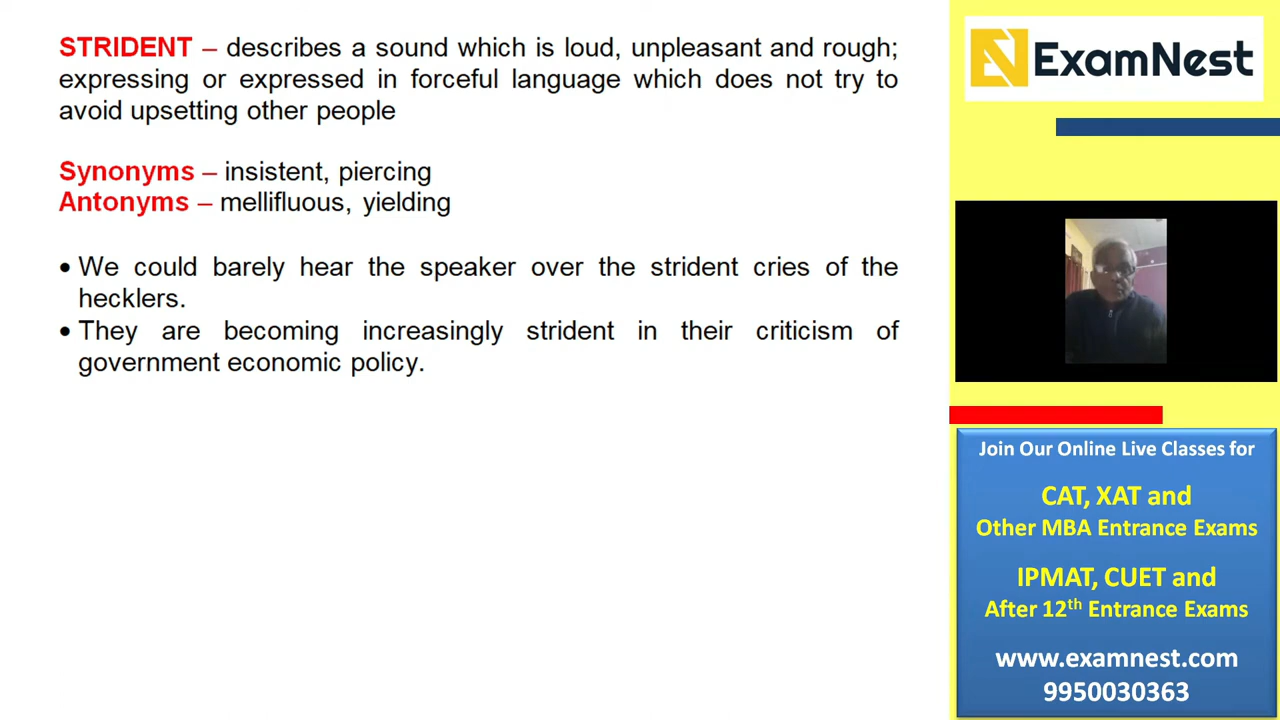 STRIDENT – describes a sound which is loud, unpleasant and rough;
expressing or expressed in forceful language which does not try to
avoid upsetting other people
Synonyms – insistent, piercing
Antonyms – mellifluous, yielding
• We could barely hear the speaker over the strident cries of the
hecklers.
• They are becoming increasingly strident in their criticism of
government economic policy.
ExamNest
Join Our Online Live Classes for
CAT, XAT and
Other MBA Entrance Exams
IPMAT, CUET and
After 12th Entrance Exams
www.examnest.com
9950030363